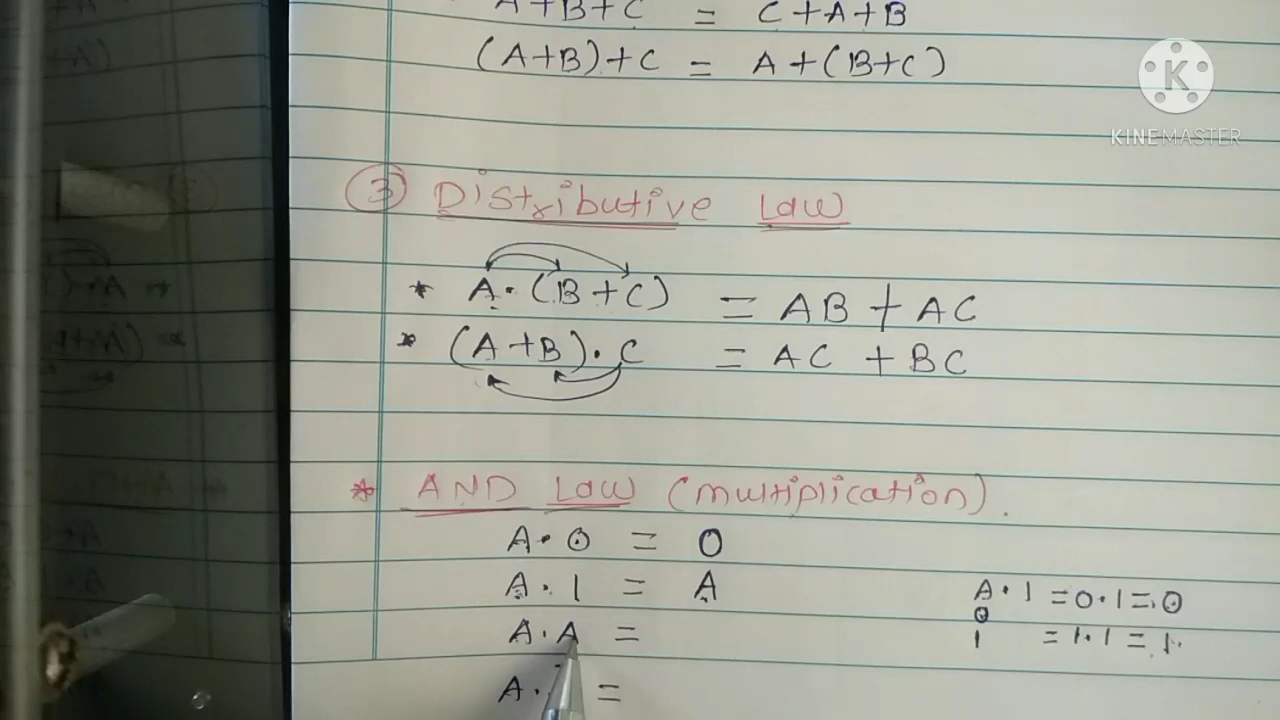 A+B+C = C+A+B
(A+B)+C = A+(B+C)
KINEMASTER
③ Distributive Law
* A·(B+C) = AB + AC
* (A+B)·C = AC + BC
* AND Law (multiplication).
A·0 = 0
A·1 = A
A·1 = 0·1 = 0
0
A·A =
1 = 1·1 = 1
A· =